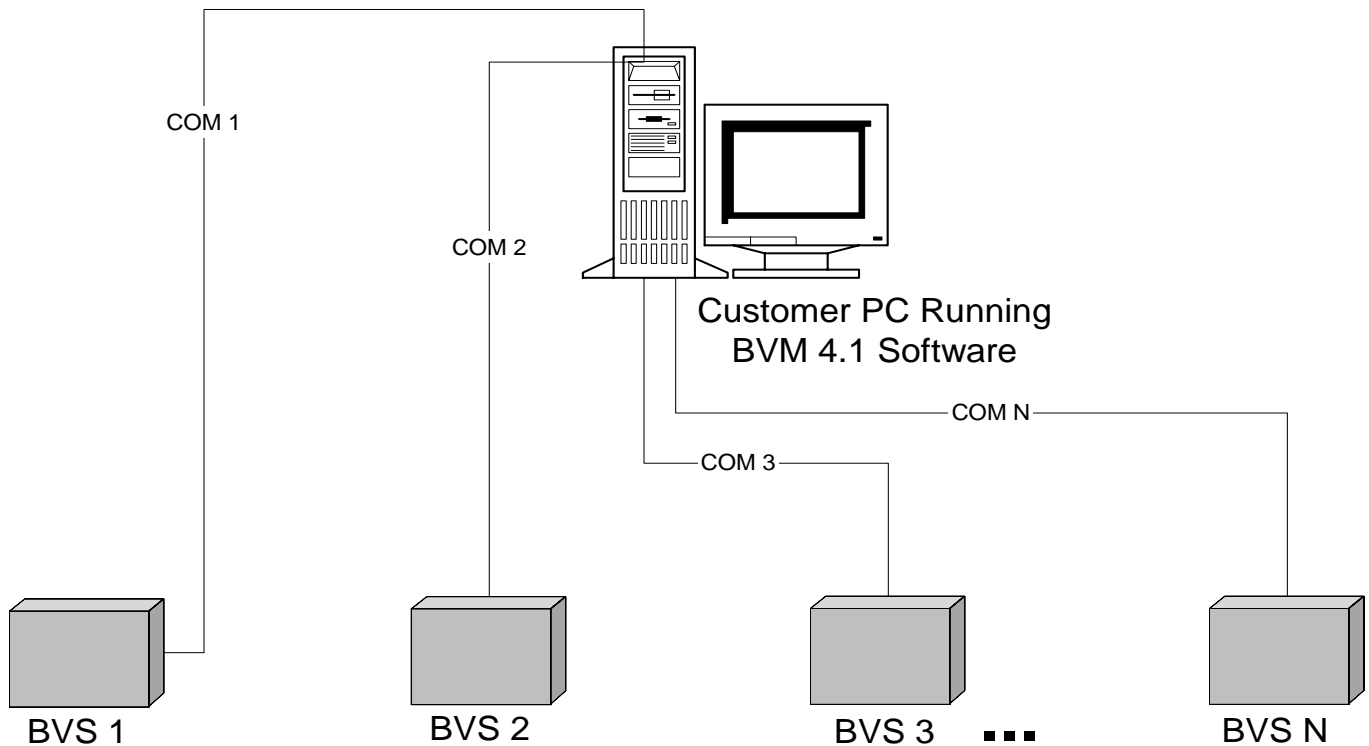 COM 1
COM 2
Customer PC Running
BVM 4.1 Software
COM N
COM 3
BVS 1
BVS 2
BVS 3
...
BVS N